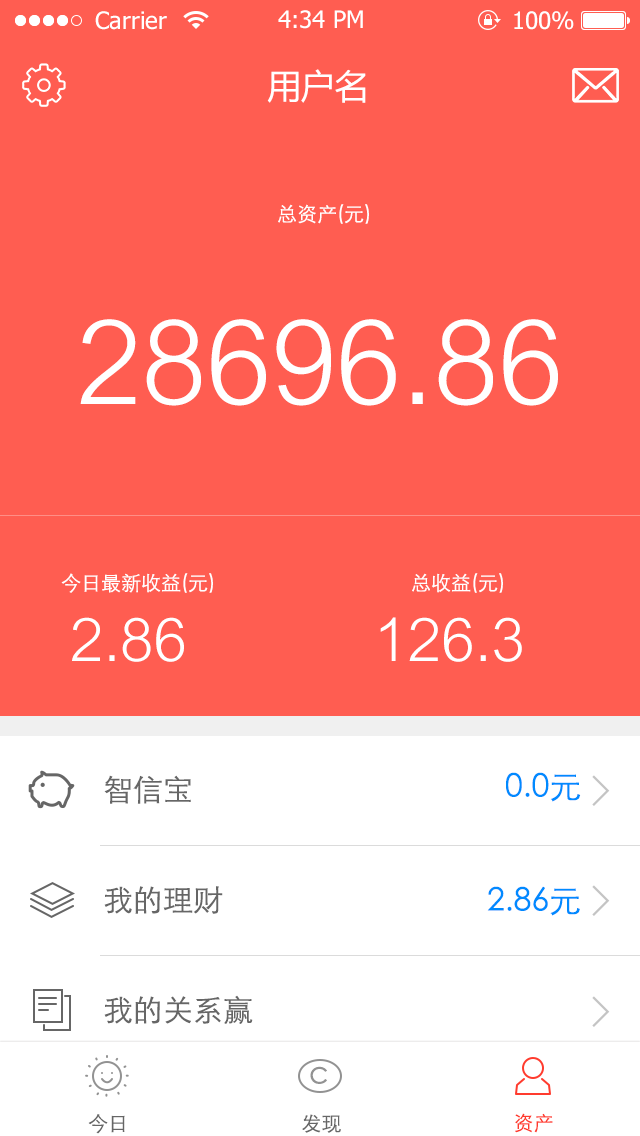 Carrier 4:34 PM 100%
用户名
总资产(元)
28696.86
今日最新收益(元) 总收益(元)
2.86 126.3
智信宝 0.0元
我的理财 2.86元
我的关系赢
今日 发现 资产